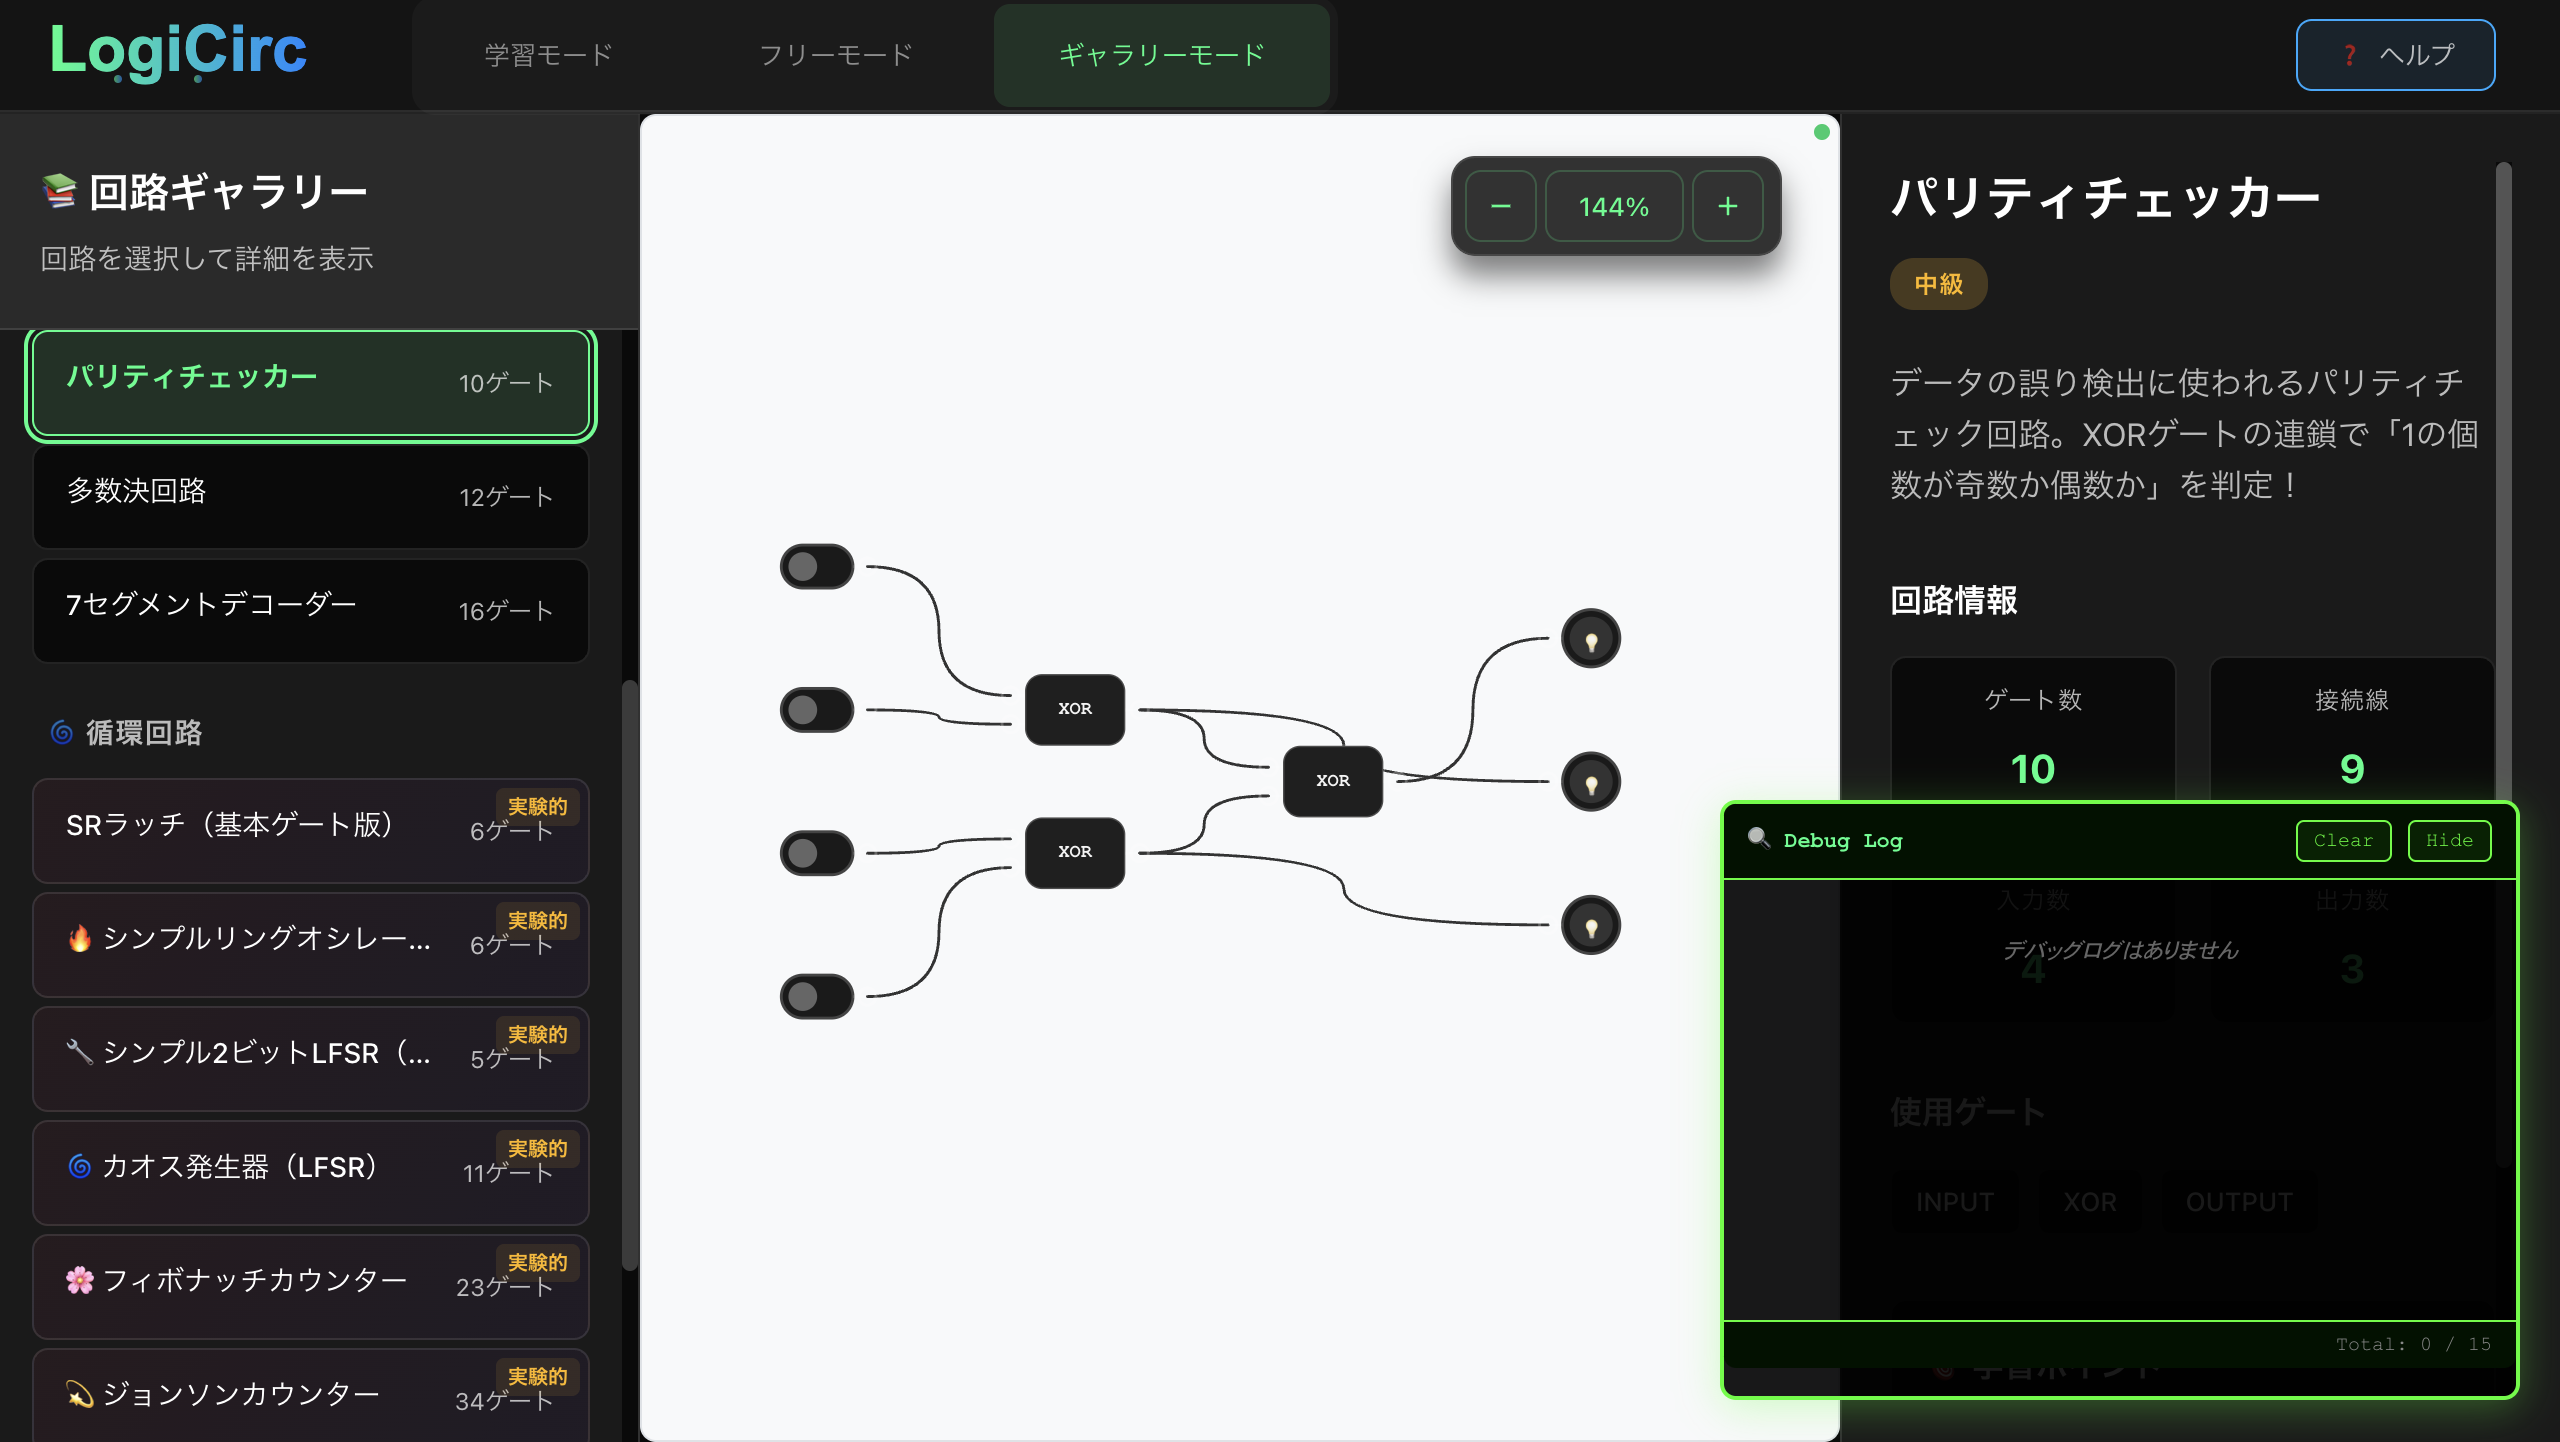 LogiCirc
学習モード
フリーモード
ギャラリーモード
❓ ヘルプ
📚 回路ギャラリー
回路を選択して詳細を表示
パリティチェッカー 10ゲート
多数決回路 12ゲート
7セグメントデコーダー 16ゲート
🌀 循環回路
実験的
SRラッチ（基本ゲート版） 6ゲート
実験的
🔥 シンプルリングオシレー... 6ゲート
実験的
🔧 シンプル2ビットLFSR（... 5ゲート
実験的
🌀 カオス発生器（LFSR） 11ゲート
実験的
🌸 フィボナッチカウンター 23ゲート
実験的
💫 ジョンソンカウンター 34ゲート
− 144% +
XOR
XOR
XOR
パリティチェッカー
中級
データの誤り検出に使われるパリティチ
ェック回路。XORゲートの連鎖で「1の個
数が奇数か偶数か」を判定！
回路情報
ゲート数
10
接続線
9
🔍 Debug Log
Clear
Hide
入力数
4
出力数
3
デバッグログはありません
使用ゲート
INPUT XOR OUTPUT
Total: 0 / 15
学習ポイント